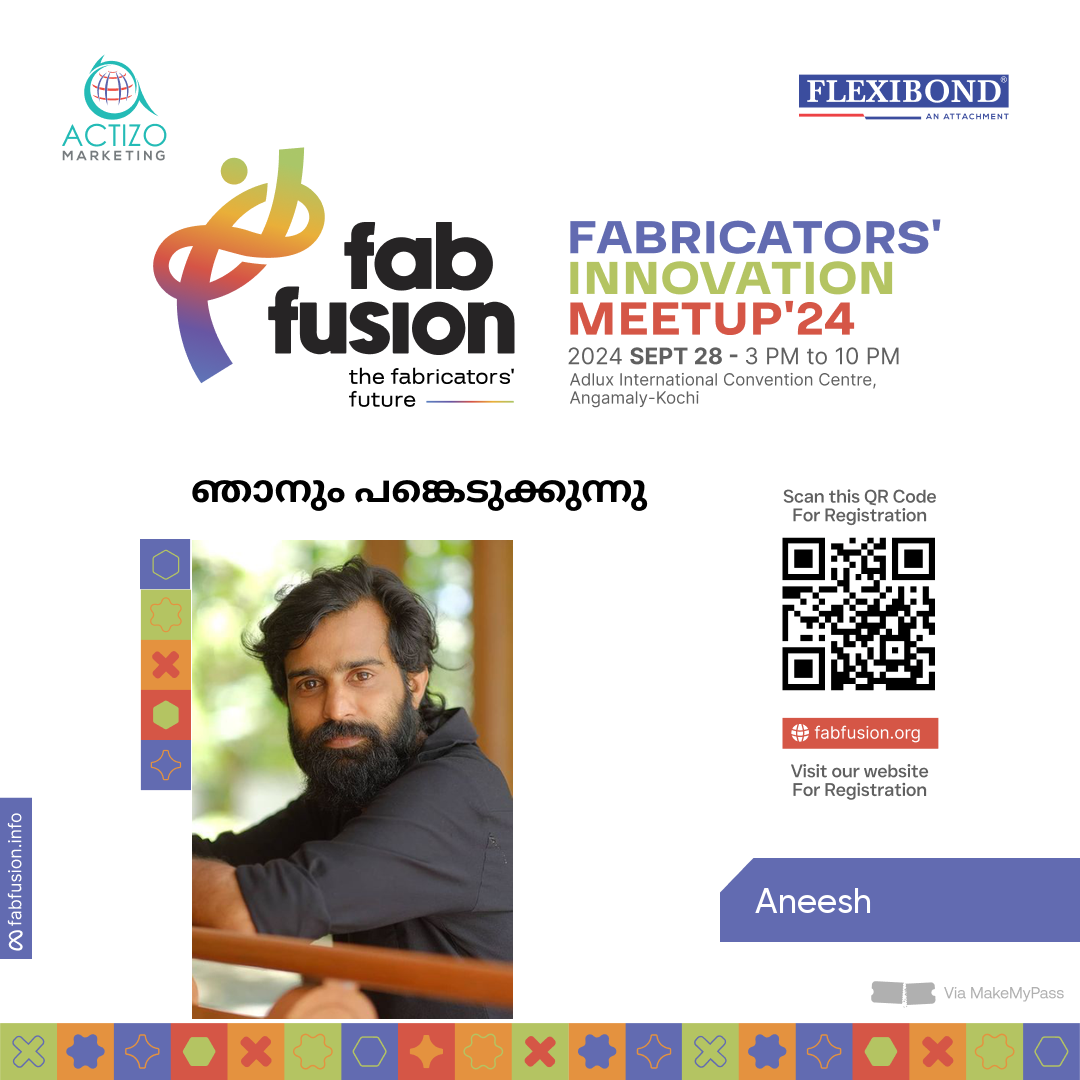 ACTIZO
MARKETING
FLEXIBOND®
AN ATTACHMENT
fab
fusion
the fabricators'
future
FABRICATORS'
INNOVATION
MEETUP'24
2024 SEPT 28 - 3 PM to 10 PM
Adlux International Convention Centre,
Angamaly-Kochi
ഞാനും പങ്കെടുക്കുന്നു
Scan this QR Code
For Registration
fabfusion.org
Visit our website
For Registration
fabfusion.info
Aneesh
Via MakeMyPass